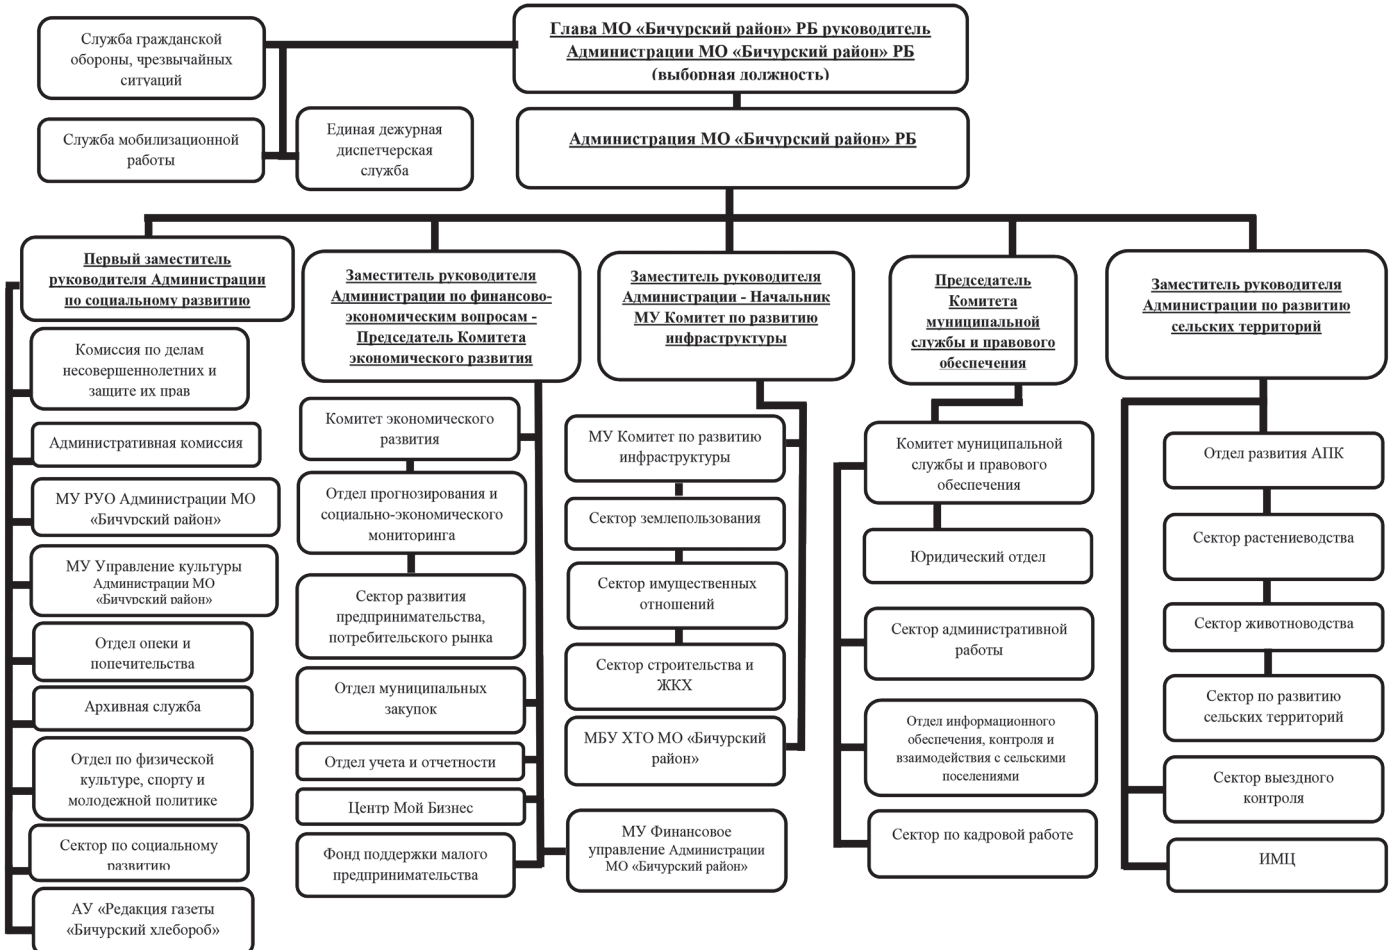 Служба гражданской
обороны, чрезвычайных
ситуаций
Глава МО «Бичурский район» РБ руководитель
Администрации МО «Бичурский район» РБ
(выборная должность)
Служба мобилизационной
работы
Единая дежурная
диспетчерская
служба
Администрация МО «Бичурский район» РБ
Первый заместитель
руководителя Администрации
по социальному развитию
Комиссия по делам
несовершеннолетних и
защите их прав
Административная комиссия
МУ РУО Администрации МО
«Бичурский район»
МУ Управление культуры
Администрации МО
«Бичурский район»
Отдел опеки и
попечительства
Архивная служба
Отдел по физической
культуре, спорту и
молодежной политике
Сектор по социальному
развитию
АУ «Редакция газеты
«Бичурский хлебороб»
Заместитель руководителя
Администрации по финансово-
экономическим вопросам -
Председатель Комитета
экономического развития
Комитет экономического
развития
Отдел прогнозирования и
социально-экономического
мониторинга
Сектор развития
предпринимательства,
потребительского рынка
Отдел муниципальных
закупок
Отдел учета и отчетности
Центр Мой Бизнес
Фонд поддержки малого
предпринимательства
Заместитель руководителя
Администрации - Начальник
МУ Комитет по развитию
инфраструктуры
МУ Комитет по развитию
инфраструктуры
Сектор землепользования
Сектор имущественных
отношений
Сектор строительства и
ЖКХ
МБУ ХТО МО «Бичурский
район»
МУ Финансовое
управление Администрации
МО «Бичурский район»
Председатель
Комитета
муниципальной
службы и правового
обеспечения
Комитет муниципальной
службы и правового
обеспечения
Юридический отдел
Сектор административной
работы
Отдел информационного
обеспечения, контроля и
взаимодействия с сельскими
поселениями
Сектор по кадровой работе
Заместитель руководителя
Администрации по развитию
сельских территорий
Отдел развития АПК
Сектор растениеводства
Сектор животноводства
Сектор по развитию
сельских территорий
Сектор выездного
контроля
ИМЦ